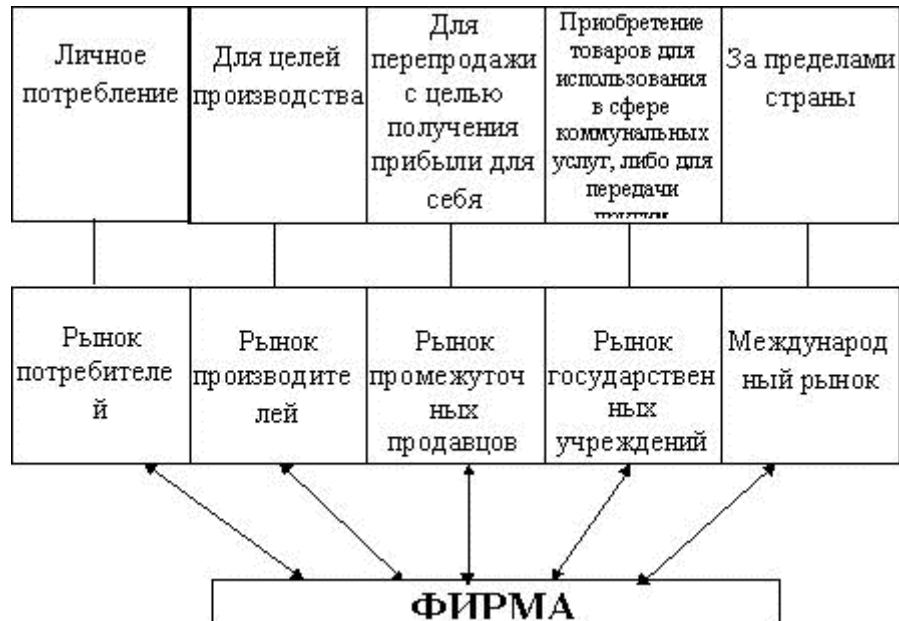 Личное
потребление
Для целей
производства
Для
перепродажи
с целью
получения
прибыли для
себя
Приобретение
товаров для
использования
в сфере
коммунальных
услуг, либо для
передачи
За пределами
страны
Рынок
потребителе
й
Рынок
производите
лей
Рынок
промежуточ
ных
продавцов
Рынок
государствен
ных
учреждений
Международ
ный рынок
ФИРМА